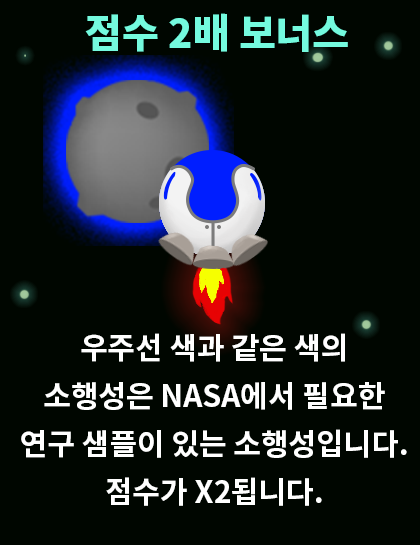 점수 2배 보너스
우주선 색과 같은 색의
소행성은 NASA에서 필요한
연구 샘플이 있는 소행성입니다.
점수가 X2됩니다.